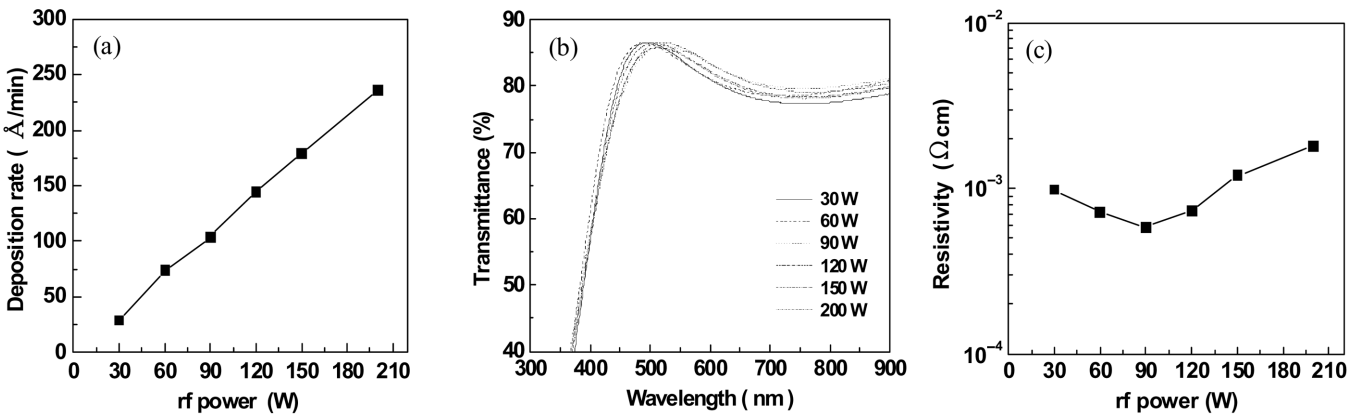 (a)
Deposition rate ( Å/min)
300
250
200
150
100
50
0
0 30 60 90 120 150 180 210
rf power (W)
(b)
Transmittance (%)
90
80
70
60
50
40
300 400 500 600 700 800 900
Wavelength ( nm)
30 W
60 W
90 W
120 W
150 W
200 W
(c)
Resistivity (Ωcm)
10⁻²
10⁻³
10⁻⁴
0 30 60 90 120 150 180 210
rf power (W)